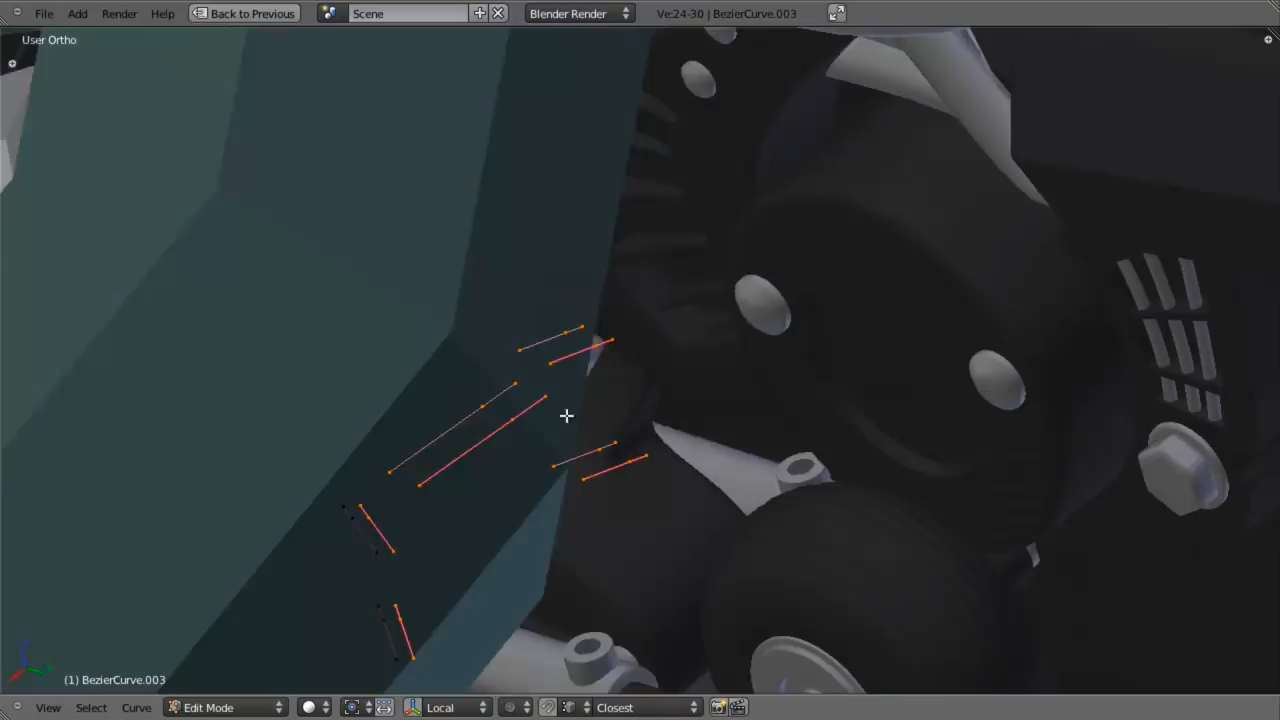 File Add Render Help Back to Previous Scene Blender Render Ve:24-30 | BezierCurve.003
User Ortho
(1) BezierCurve.003
View Select Curve Edit Mode Local Closest